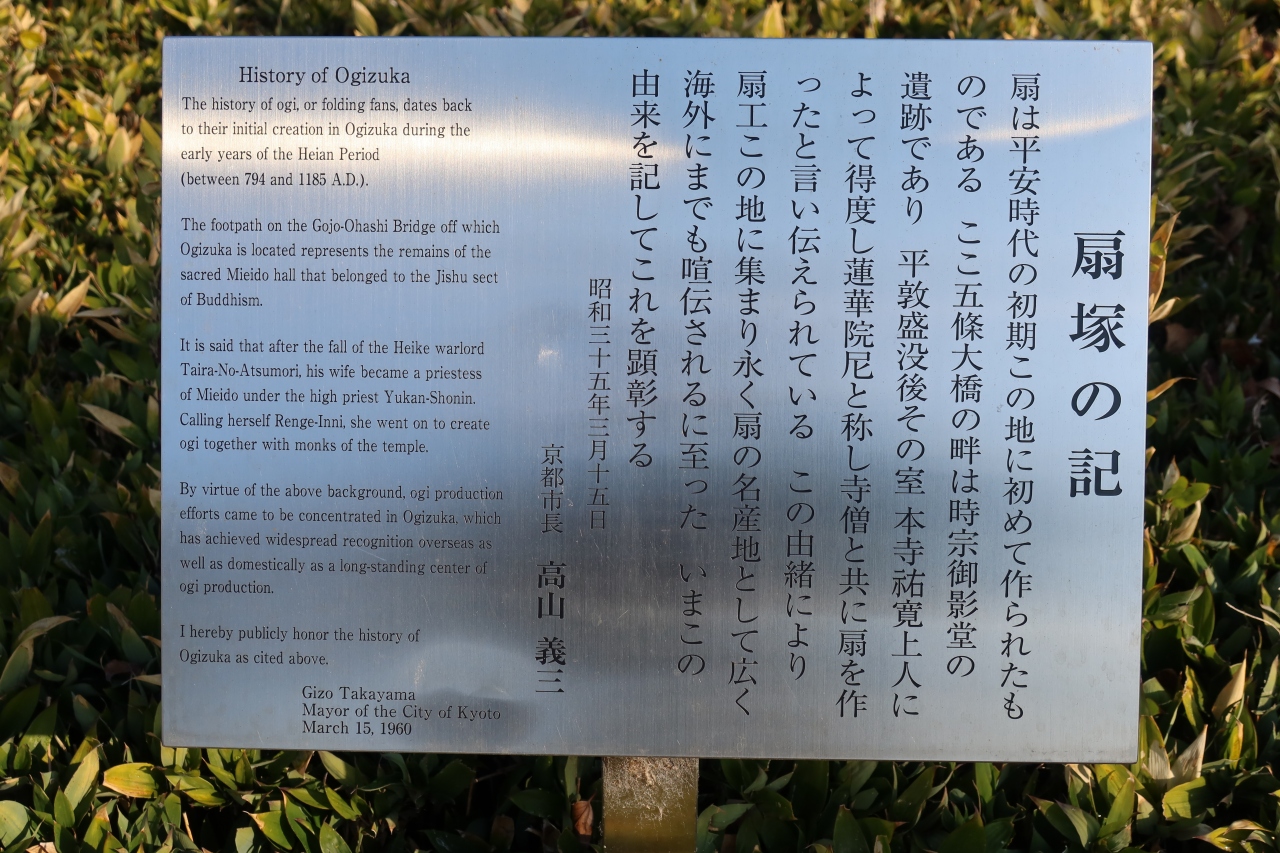 扇塚の記
扇は平安時代の初期この地に初めて作られたも
のである ここ五條大橋の畔は時宗御影堂の
遺跡であり 平敦盛没後その室 本寺祐寛上人に
よって得度し蓮華院尼と称し寺僧と共に扇を作
ったと言い伝えられている この由緒により
扇工この地に集まり永く扇の名産地として広く
海外にまでも喧伝されるに至った いまこの
由来を記してこれを顕彰する
昭和三十五年三月十五日
京都市長 高山 義三
History of Ogizuka
The history of ogi, or folding fans, dates back
to their initial creation in Ogizuka during the
early years of the Heian Period
(between 794 and 1185 A.D.).
The footpath on the Gojo-Ohashi Bridge off which
Ogizuka is located represents the remains of the
sacred Mieido hall that belonged to the Jishu sect
of Buddhism.
It is said that after the fall of the Heike warlord
Taira-No-Atsumori, his wife became a priestess
of Mieido under the high priest Yukan-Shonin.
Calling herself Renge-Inni, she went on to create
ogi together with monks of the temple.
By virtue of the above background, ogi production
efforts came to be concentrated in Ogizuka, which
has achieved widespread recognition overseas as
well as domestically as a long-standing center of
ogi production.
I hereby publicly honor the history of
Ogizuka as cited above.
Gizo Takayama
Mayor of the City of Kyoto
March 15, 1960